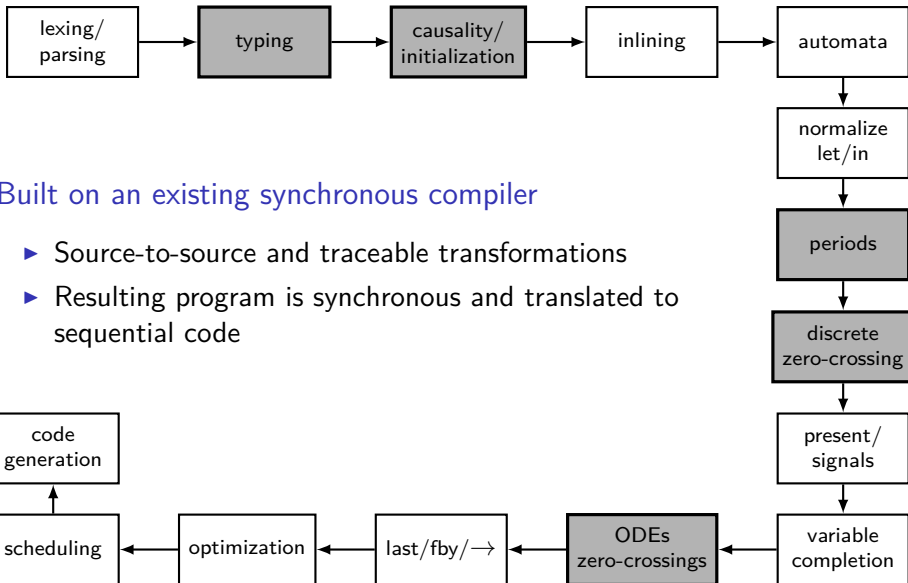 lexing/
parsing
typing
causality/
initialization
inlining
automata
normalize
let/in
Built on an existing synchronous compiler
periods
▶ Source-to-source and traceable transformations
▶ Resulting program is synchronous and translated to
sequential code
discrete
zero-crossing
present/
signals
code
generation
scheduling
optimization
last/fby/→
ODEs
zero-crossings
variable
completion